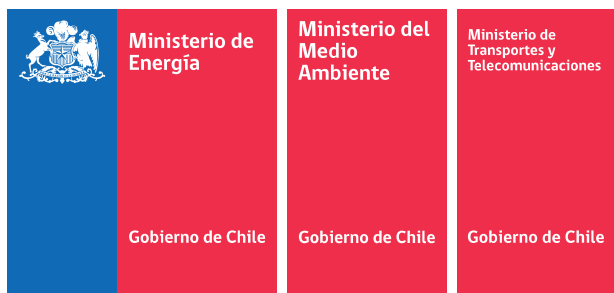 Ministerio de
Energía
Gobierno de Chile
Ministerio del
Medio
Ambiente
Gobierno de Chile
Ministerio de
Transportes y
Telecomunicaciones
Gobierno de Chile